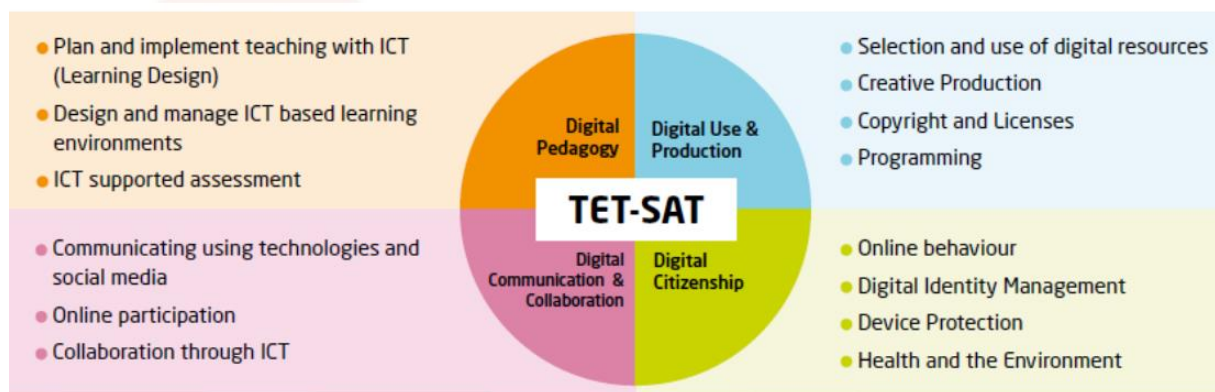 Plan and implement teaching with ICT
(Learning Design)
Design and manage ICT based learning
environments
ICT supported assessment
Digital
Pedagogy
Digital Use &
Production
Selection and use of digital resources
Creative Production
Copyright and Licenses
Programming
TET-SAT
Communicating using technologies and
social media
Online participation
Collaboration through ICT
Digital
Communication &
Collaboration
Digital
Citizenship
Online behaviour
Digital Identity Management
Device Protection
Health and the Environment